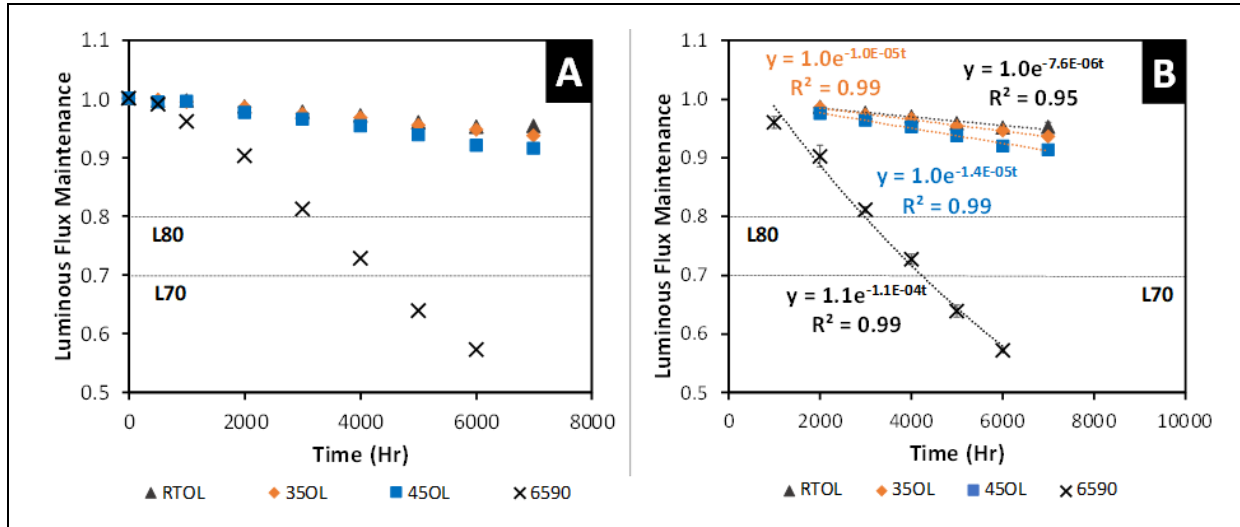 A
Luminous Flux Maintenance
1.1
1.0
0.9
0.8
0.7
0.6
0.5
L80
L70
0
2000
4000
6000
8000
Time (Hr)
RTOL
35OL
45OL
6590
B
Luminous Flux Maintenance
1.1
1.0
0.9
0.8
0.7
0.6
0.5
y = 1.0e^-1.0E-05t
R² = 0.99
y = 1.0e^-7.6E-06t
R² = 0.95
y = 1.0e^-1.4E-05t
R² = 0.99
L80
L70
y = 1.1e^-1.1E-04t
R² = 0.99
0
2000
4000
6000
8000
10000
Time (Hr)
RTOL
35OL
45OL
6590